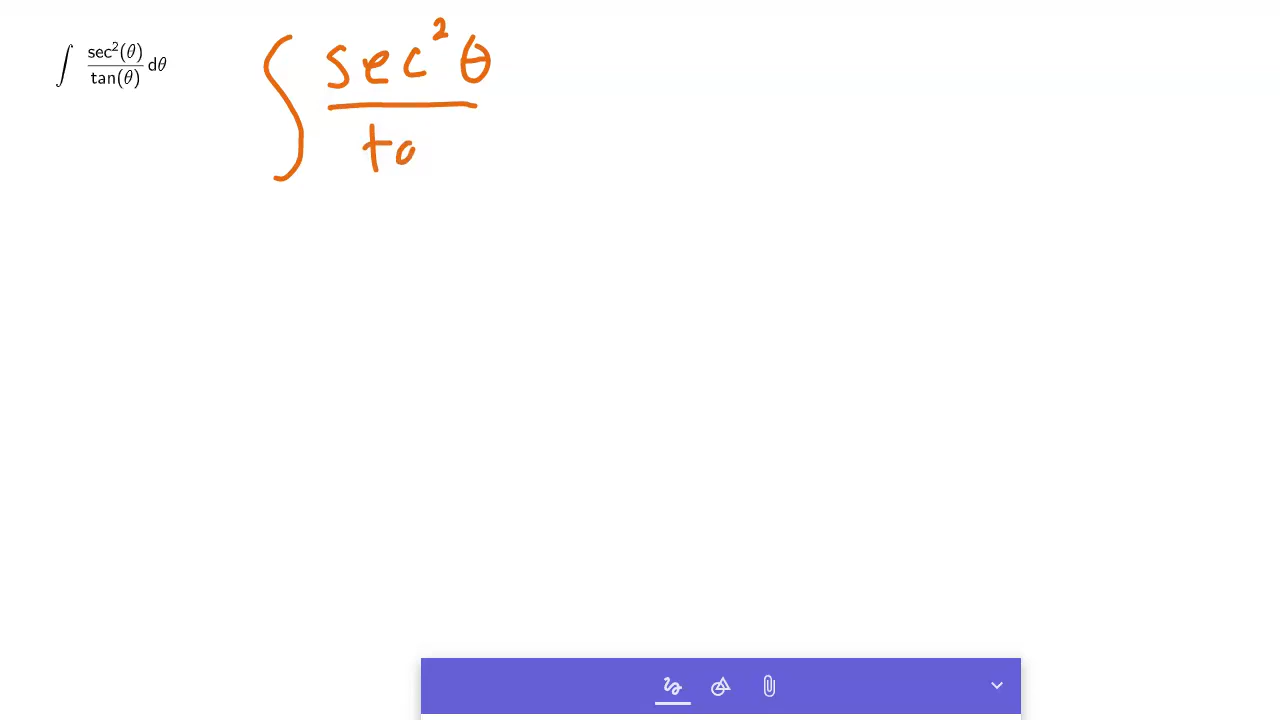 ∫ sec²(θ)/tan(θ) dθ
∫ sec²θ
ta